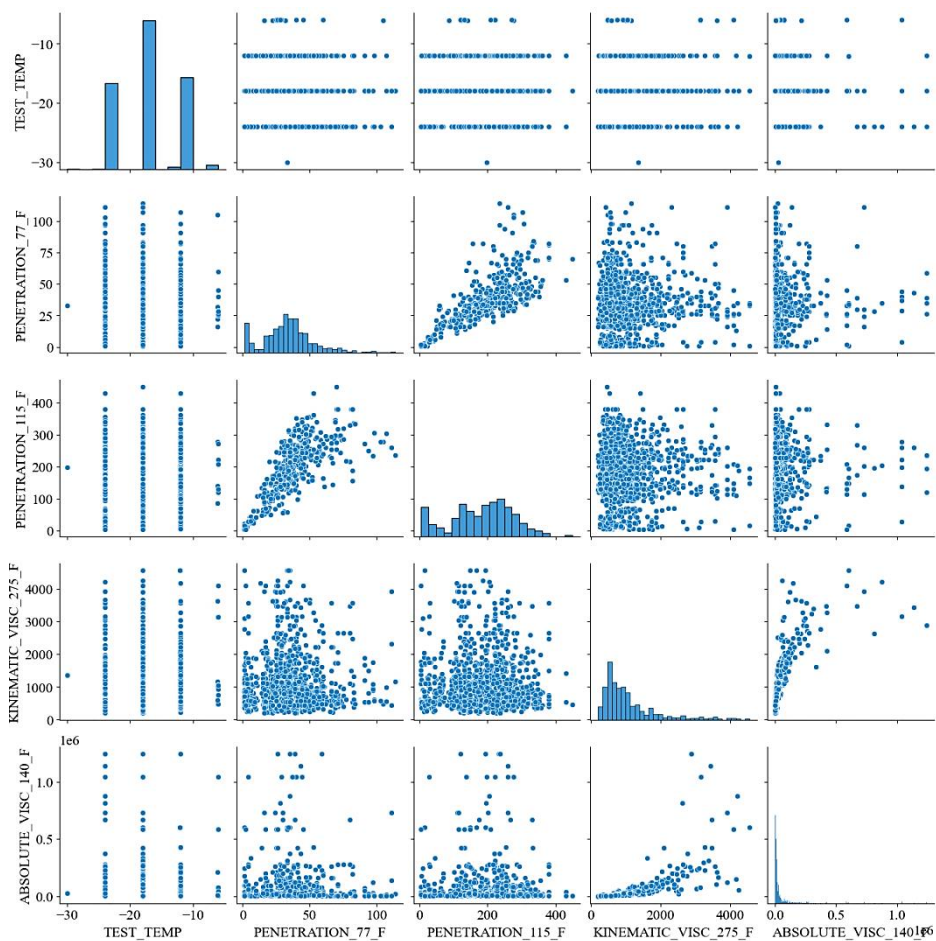 TEST_TEMP
−10
−20
−30
PENETRATION_77_F
100
75
50
25
0
PENETRATION_115_F
400
300
200
100
0
KINEMATIC_VISC_275_F
4000
3000
2000
1000
0
1e6
ABSOLUTE_VISC_140_F
1.0
0.5
0.0
−30 −20 −10 0 50 100 0 200 400 0 2000 4000 0.0 0.5 1.0
TEST_TEMP PENETRATION_77_F PENETRATION_115_F KINEMATIC_VISC_275_F ABSOLUTE_VISC_140_F 1e6